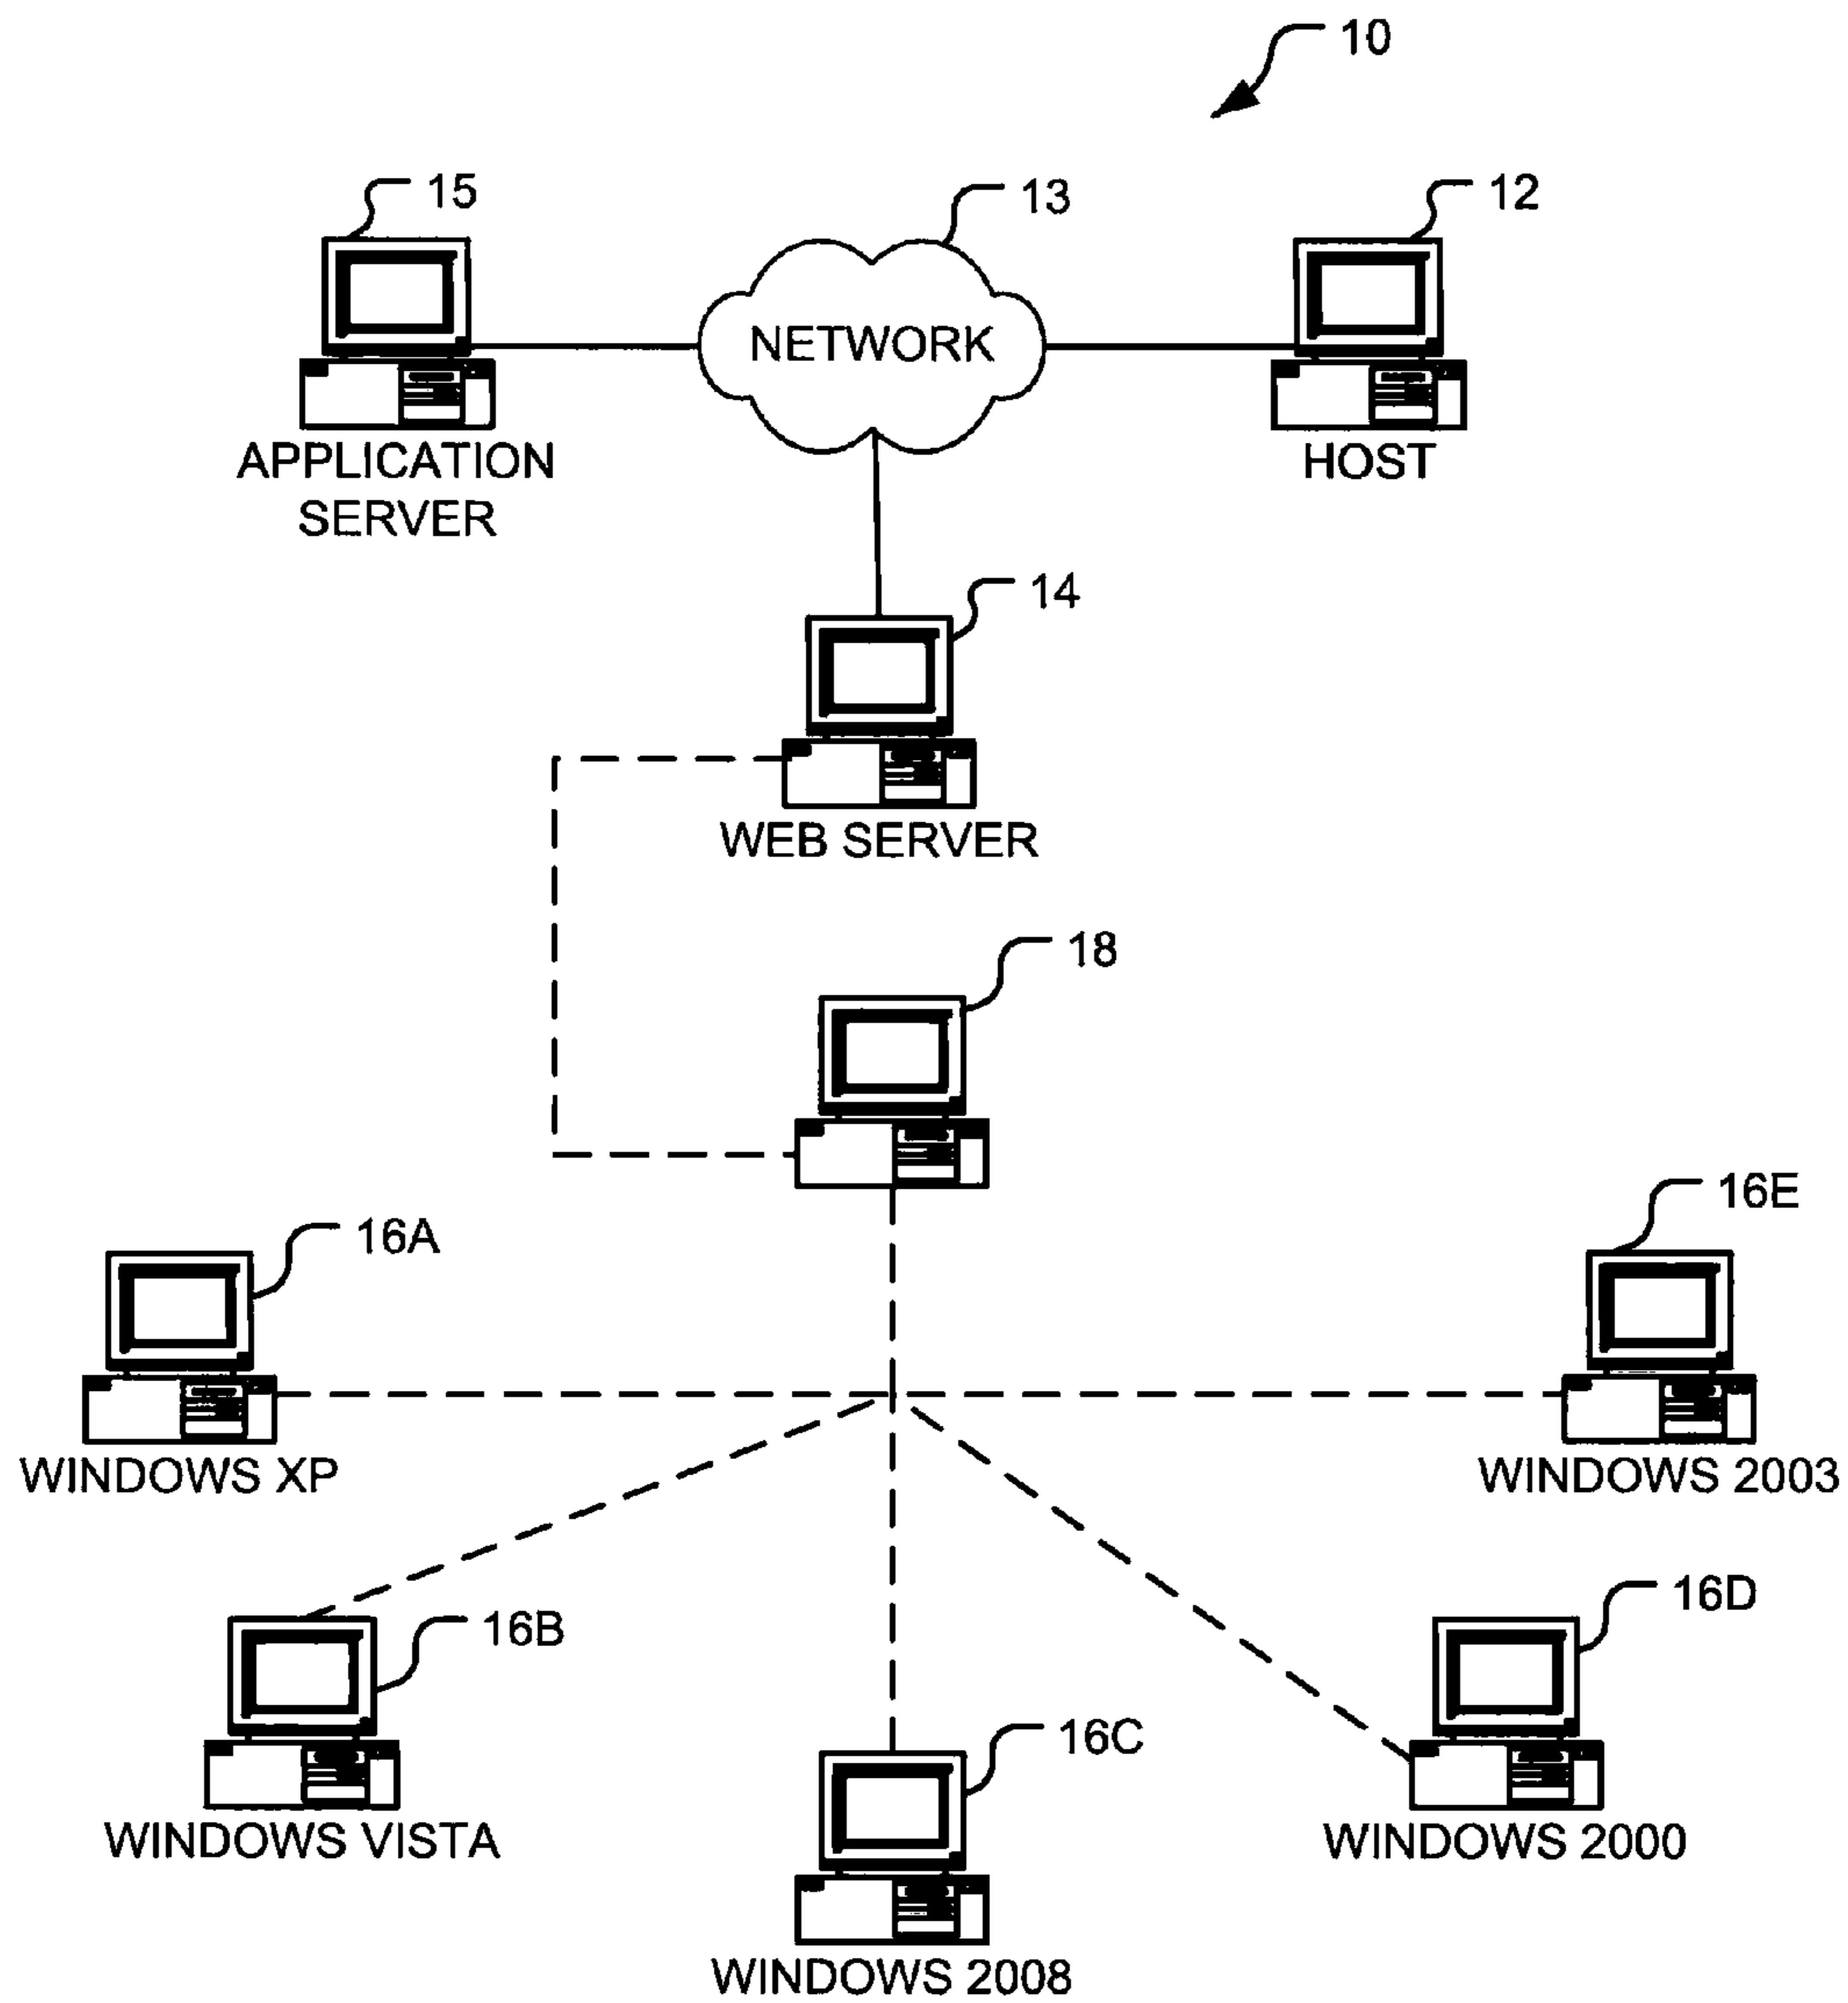 10
15
13
12
NETWORK
APPLICATION
SERVER
HOST
14
WEB SERVER
18
16A
16E
WINDOWS XP
WINDOWS 2003
16B
16D
16C
WINDOWS VISTA
WINDOWS 2000
WINDOWS 2008